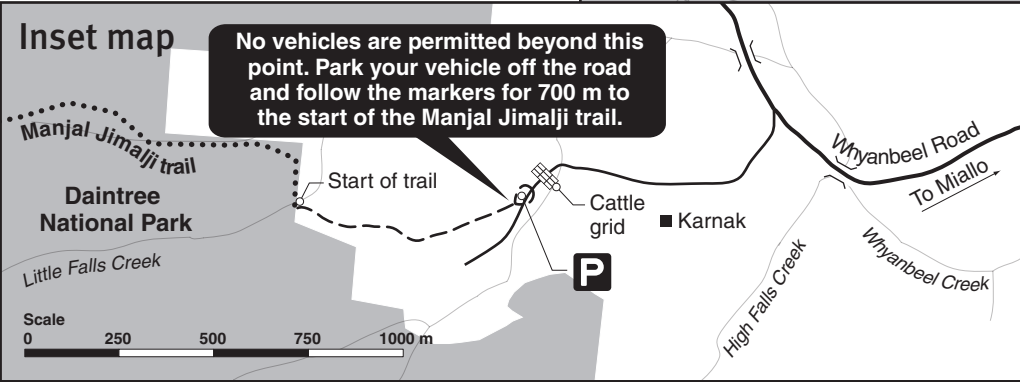 Inset map
No vehicles are permitted beyond this
point. Park your vehicle off the road
and follow the markers for 700 m to
the start of the Manjal Jimalji trail.
Manjal Jimalji trail
Whyanbeel Road
To Miallo
Start of trail
Daintree
National Park
Cattle
grid
Karnak
P
Little Falls Creek
High Falls Creek
Whyanbeel Creek
Scale
0 250 500 750 1000 m